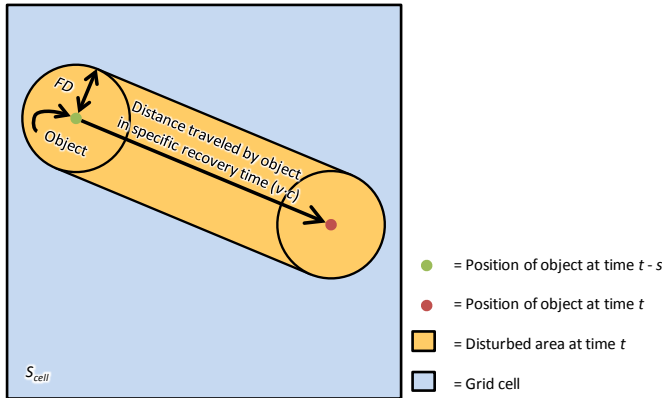 FD
Object
Distance traveled by object
in specific recovery time (v·c)
S_cell
= Position of object at time t - s
= Position of object at time t
= Disturbed area at time t
= Grid cell